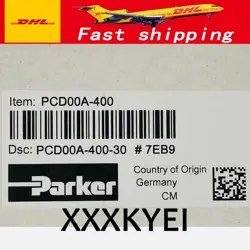 DHL
Fast shipping
Item: PCD00A-400
Dsc: PCD00A-400-30 # 7EB9
Parker
Country of Origin
Germany
CM
XXXKYEI